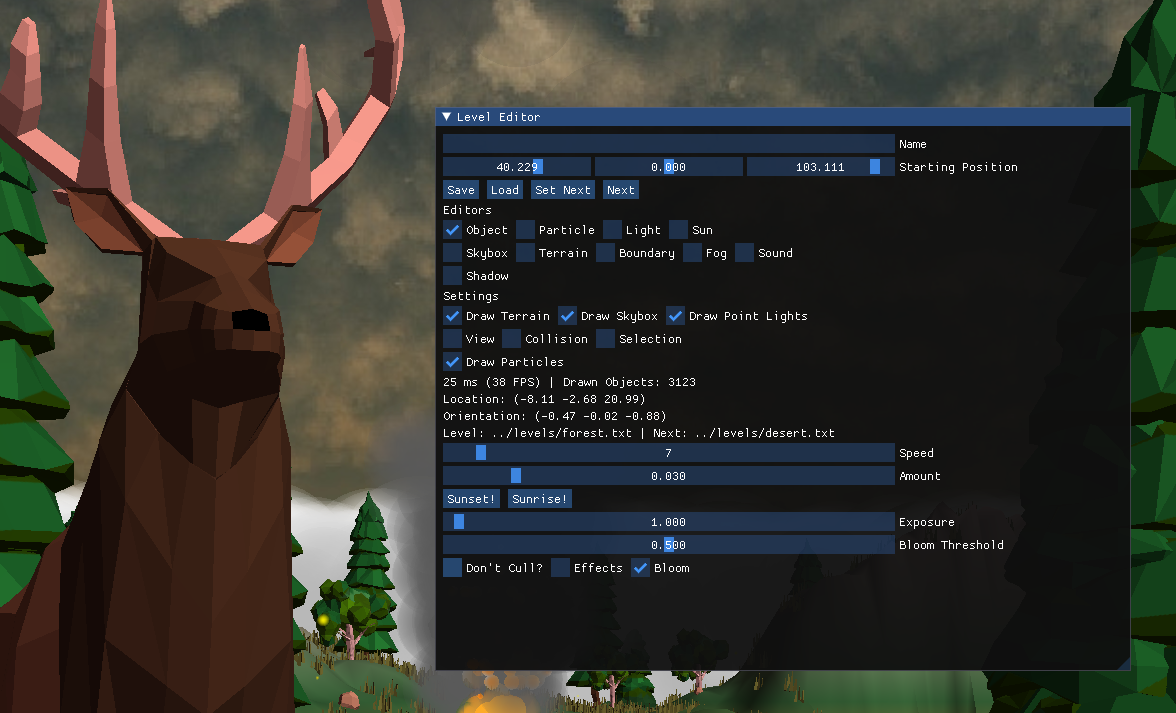 Level Editor
Name
40.229 0.000 103.111 Starting Position
Save Load Set Next Next
Editors
Object Particle Light Sun
Skybox Terrain Boundary Fog Sound
Shadow
Settings
Draw Terrain Draw Skybox Draw Point Lights
View Collision Selection
Draw Particles
25 ms (38 FPS) | Drawn Objects: 3123
Location: (-8.11 -2.68 20.99)
Orientation: (-0.47 -0.02 -0.88)
Level: ../levels/forest.txt | Next: ../levels/desert.txt
7 Speed
0.030 Amount
Sunset! Sunrise!
1.000 Exposure
0.500 Bloom Threshold
Don't Cull? Effects Bloom